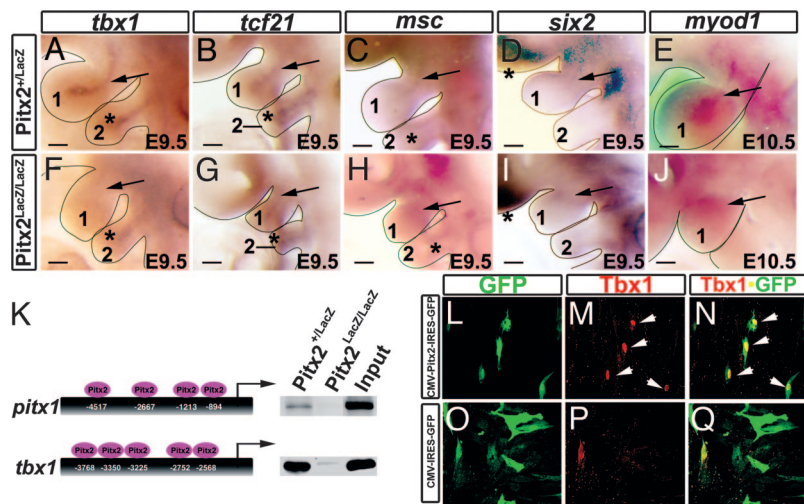 tbx1 tcf21 msc six2 myod1
Pitx2+/LacZ
A B C D E
* * * *
1 1 1 1 1
2 2 2 2
E9.5 E9.5 E9.5 E9.5 E10.5
Pitx2LacZ/LacZ
F G H I J
* * * *
1 1 1 1 1
2 2 2 2
E9.5 E9.5 E9.5 E9.5 E10.5
K
Pitx2+/LacZ Pitx2LacZ/LacZ Input
Pitx2 Pitx2 Pitx2 Pitx2
pitx1 -4517 -2667 -1213 -894
Pitx2 Pitx2 Pitx2 Pitx2 Pitx2
tbx1 -3768 -3350 -3225 -2752 -2568
GFP Tbx1 Tbx1•GFP
CMV-Pitx2-IRES-GFP
L M N
CMV-IRES-GFP
O P Q